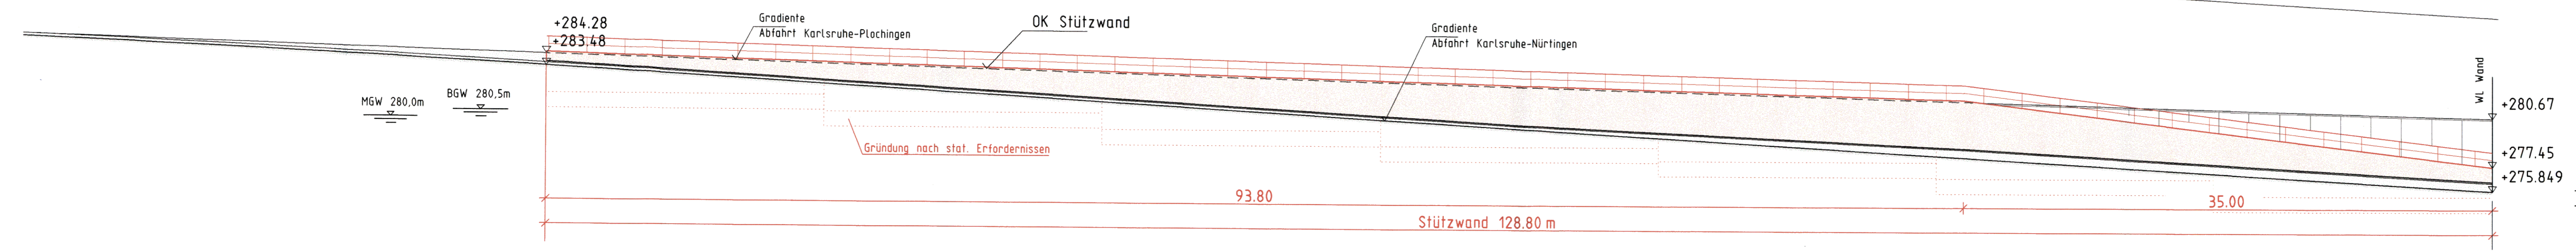 +284.28
+283.48
Gradiente
Abfahrt Karlsruhe-Plochingen
OK Stützwand
Gradiente
Abfahrt Karlsruhe-Nürtingen
MGW 280,0m
BGW 280,5m
Gründung nach stat. Erfordernissen
WL Wand
+280.67
+277.45
+275.849
93.80
35.00
Stützwand 128.80 m